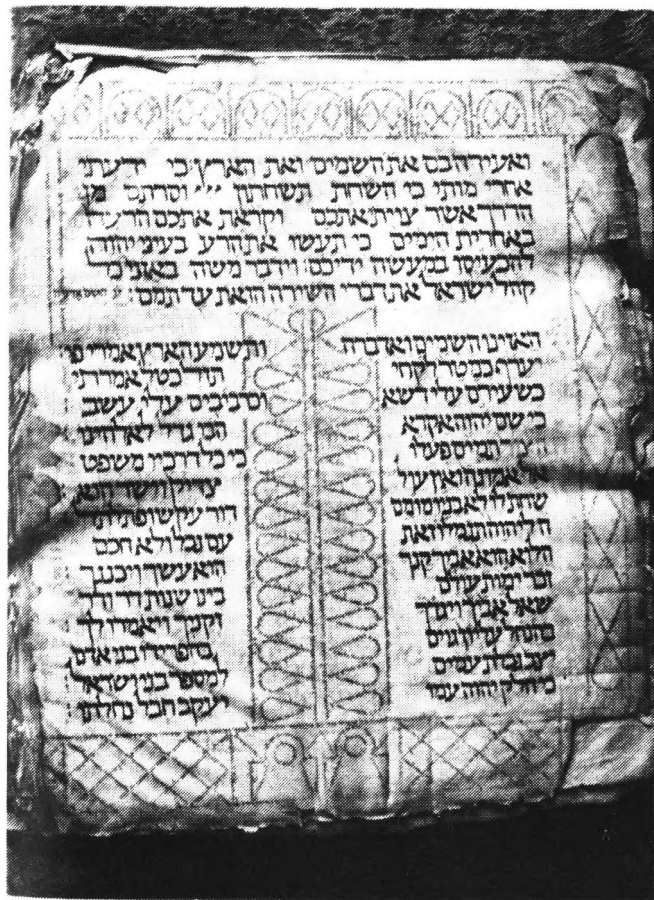 ואעידה בם את השמים ואת הארץ כי ידעתי
אחרי מותי כי השחת תשחתון וסרתם מן
הדרך אשר צויתי אתכם וקראת אתכם הרעה
באחרית הימים כי תעשו את הרע בעיני יהוה
להכעיסו במעשה ידיכם׃ וידבר משה באזני כל
קהל ישראל את דברי השירה הזאת עד תמם׃
האזינו השמים ואדברה ותשמע הארץ אמרי פי
יערף כמטר לקחי תזל כטל אמרתי
כשעירם עלי דשא וכרביבים עלי עשב
כי שם יהוה אקרא הבו גדל לאלהינו
הצור תמים פעלו כי כל דרכיו משפט
אל אמונה ואין עול צדיק וישר הוא
שחת לו לא בניו מומם דור עקש ופתלתל
הליהוה תגמלו זאת עם נבל ולא חכם
הלוא הוא אביך קנך הוא עשך ויכננך
זכר ימות עולם בינו שנות דר ודר
שאל אביך ויגדך זקניך ויאמרו לך
בהנחל עליון גוים בהפרידו בני אדם
יצב גבלת עמים למספר בני ישראל
כי חלק יהוה עמו יעקב חבל נחלתו